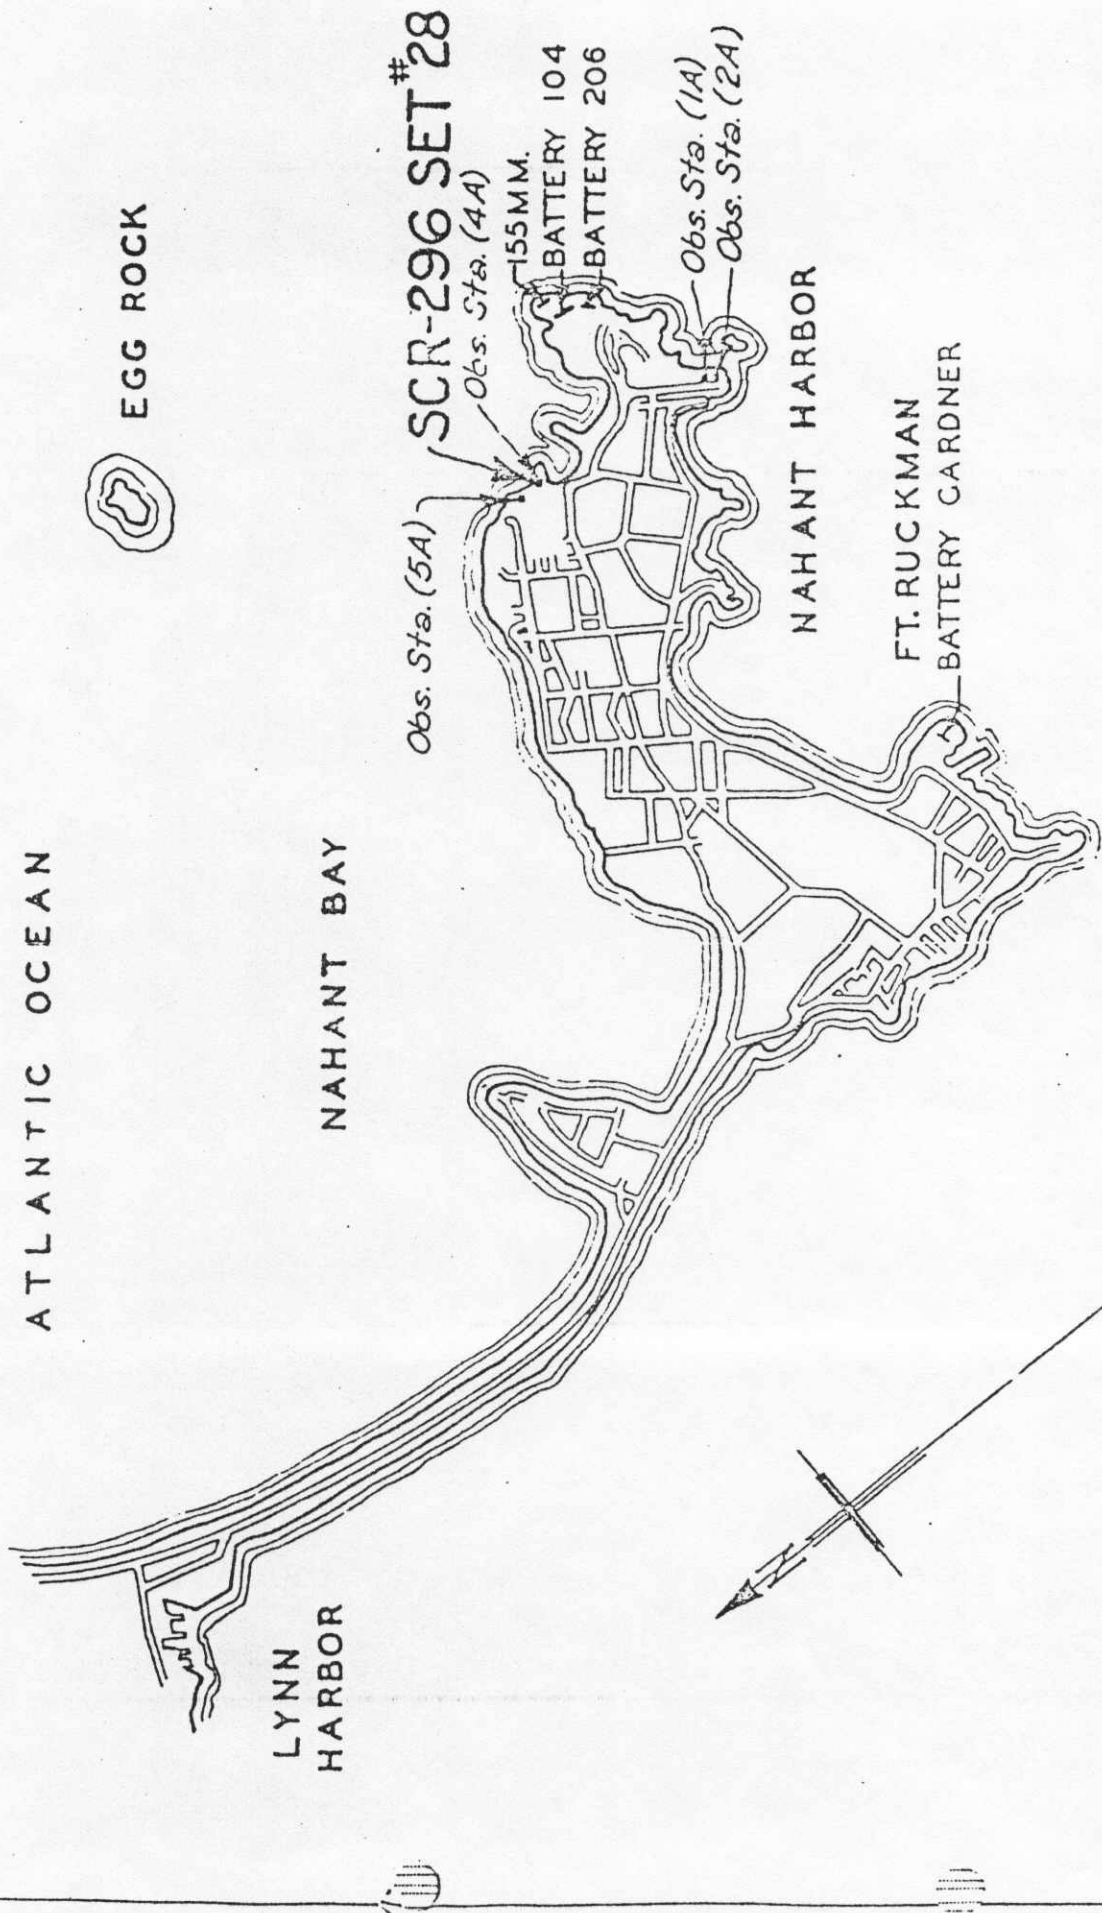 ATLANTIC OCEAN
EGG ROCK
NAHANT BAY
LYNN
HARBOR
Obs. Sta. (5A)
SCR-296 SET #28
Obs. Sta. (4A)
155MM.
BATTERY 104
BATTERY 206
Obs. Sta. (1A)
Obs. Sta. (2A)
NAHANT HARBOR
FT. RUCKMAN
BATTERY GARDNER
N